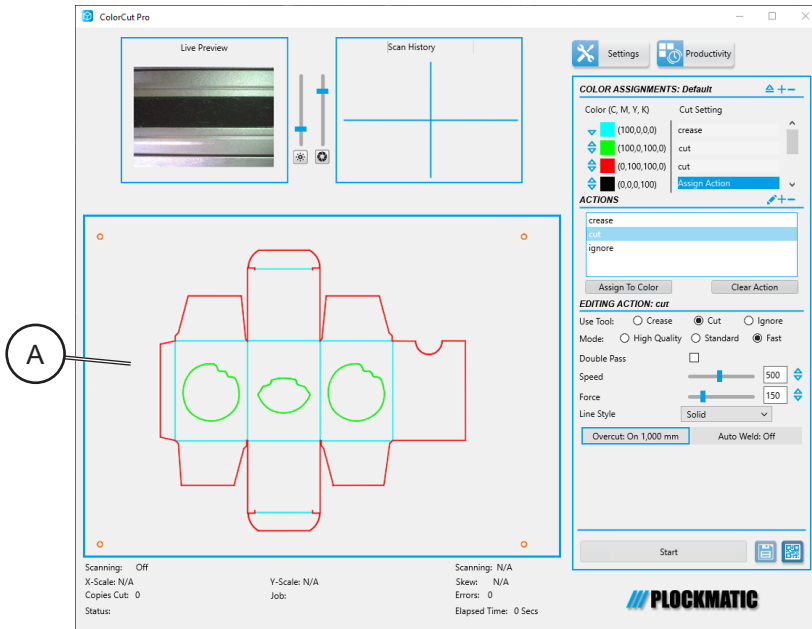 ColorCut Pro
Live Preview
Scan History
Settings
Productivity
COLOR ASSIGNMENTS: Default
Color (C, M, Y, K) Cut Setting
(100,0,0,0) crease
(100,0,100,0) cut
(0,100,100,0) cut
(0,0,0,100) Assign Action
ACTIONS
crease
cut
ignore
Assign To Color Clear Action
EDITING ACTION: cut
Use Tool: Crease Cut Ignore
Mode: High Quality Standard Fast
Double Pass
Speed 500
Force 150
Line Style Solid
Overcut: On 1,000 mm Auto Weld: Off
Start
A
Scanning: Off Scanning: N/A
X-Scale: N/A Y-Scale: N/A Skew: N/A
Copies Cut: 0 Job: Errors: 0
Status: Elapsed Time: 0 Secs
PLOCKMATIC